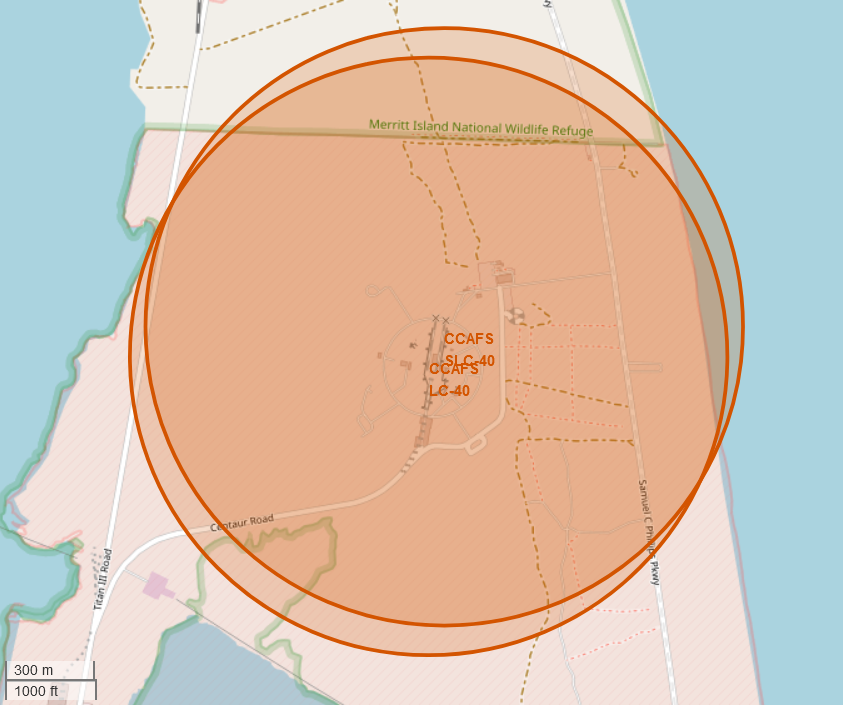 Merritt Island National Wildlife Refuge
CCAFS
SLC-40
CCAFS
LC-40
Samuel C Phillips Pkwy
Centaur Road
Titan III Road
300 m
1000 ft